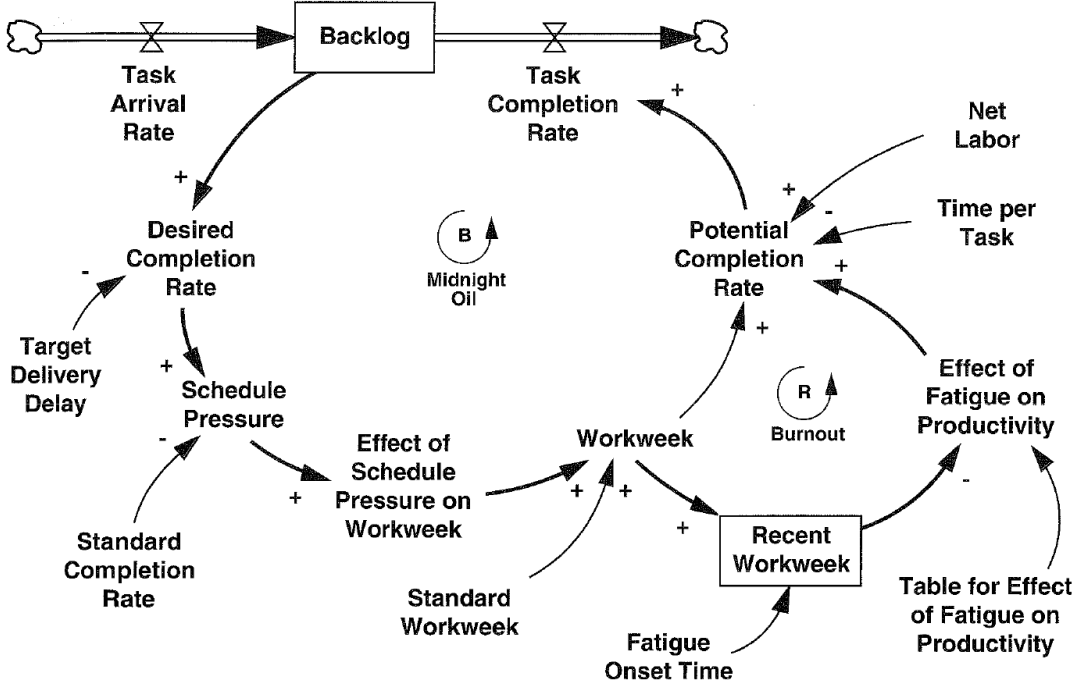 Backlog
Task
Arrival
Rate
Task
Completion
Rate
+
Net
Labor
+
Desired
Completion
Rate
B
Midnight
Oil
Potential
Completion
Rate
+
-
Time per
Task
+
-
Target
Delivery
Delay
+
Schedule
Pressure
-
+
R
Burnout
Effect of
Fatigue on
Productivity
Effect of
Schedule
Pressure on
Workweek
+
Workweek
+
+
+
-
Standard
Completion
Rate
Standard
Workweek
Recent
Workweek
Fatigue
Onset Time
Table for Effect
of Fatigue on
Productivity